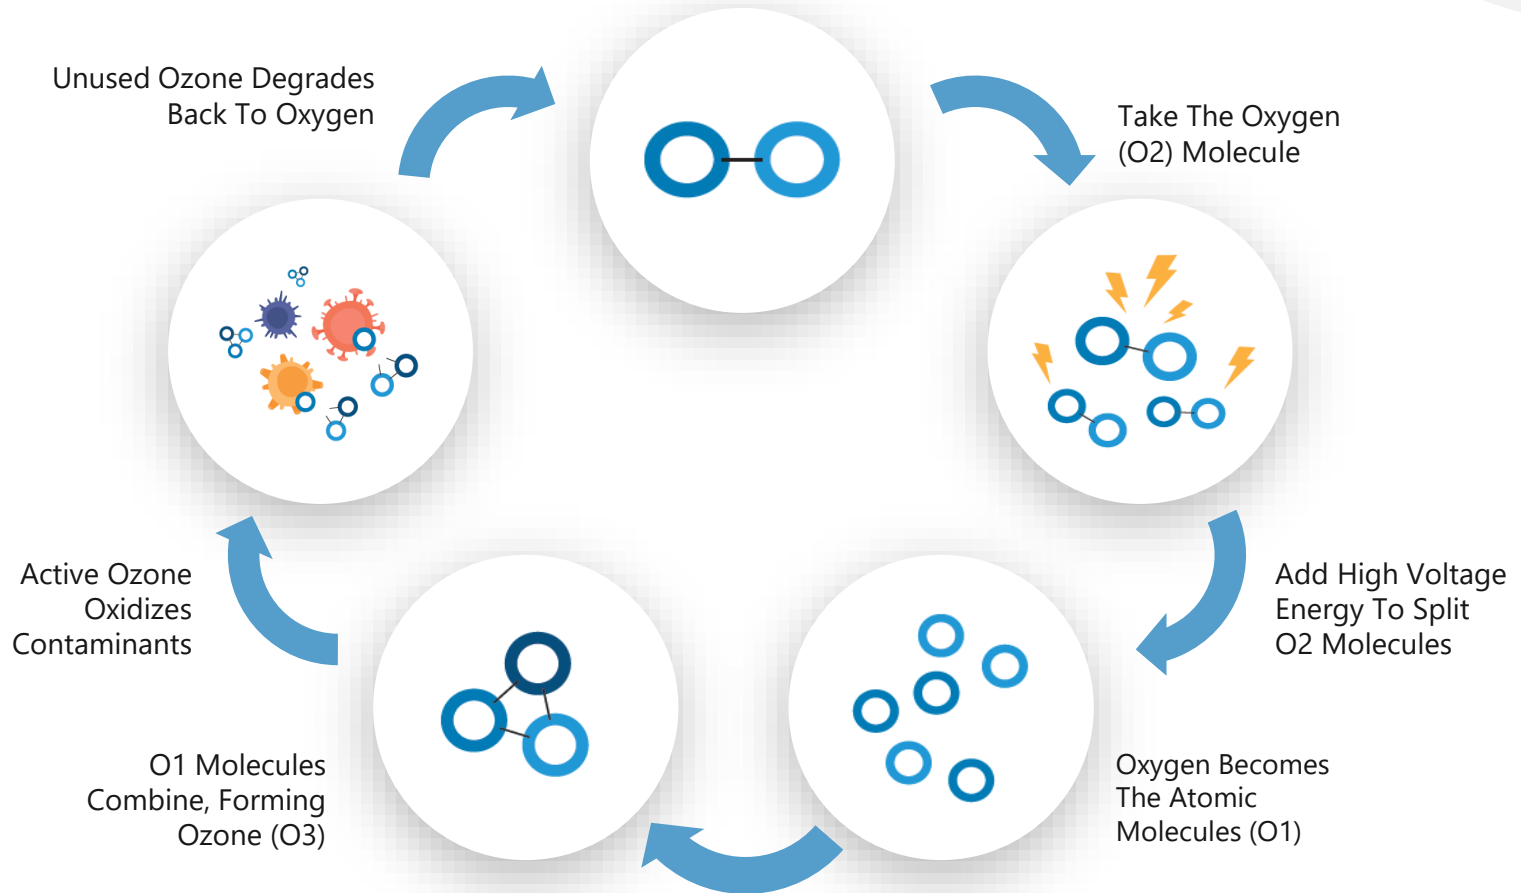 Take The Oxygen
(O2) Molecule
Add High Voltage
Energy To Split
O2 Molecules
Oxygen Becomes
The Atomic
Molecules (O1)
O1 Molecules
Combine, Forming
Ozone (O3)
Active Ozone
Oxidizes
Contaminants
Unused Ozone Degrades
Back To Oxygen